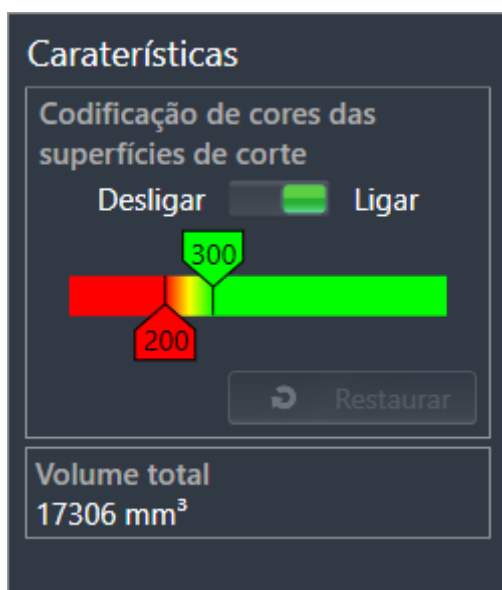 Caraterísticas
Codificação de cores das
superfícies de corte
Desligar Ligar
300
200
Restaurar
Volume total
17306 mm³